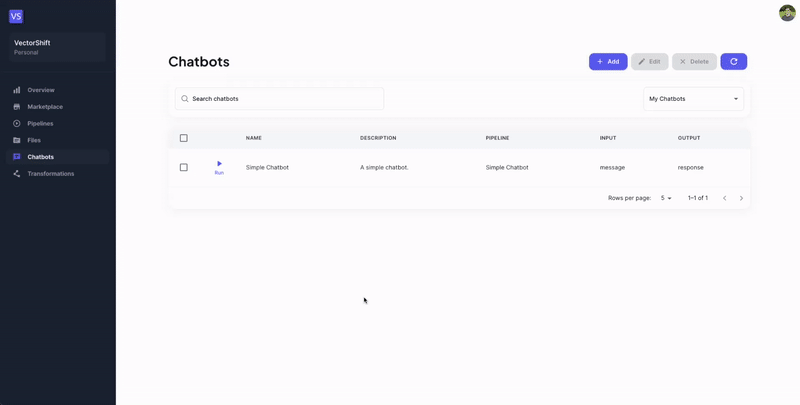 VS
VectorShift
Personal
Overview
Marketplace
Pipelines
Files
Chatbots
Transformations
Chatbots
+ Add
Edit
Delete
Search chatbots
My Chatbots
NAME DESCRIPTION PIPELINE INPUT OUTPUT
Run Simple Chatbot A simple chatbot. Simple Chatbot message response
Rows per page: 5 1–1 of 1